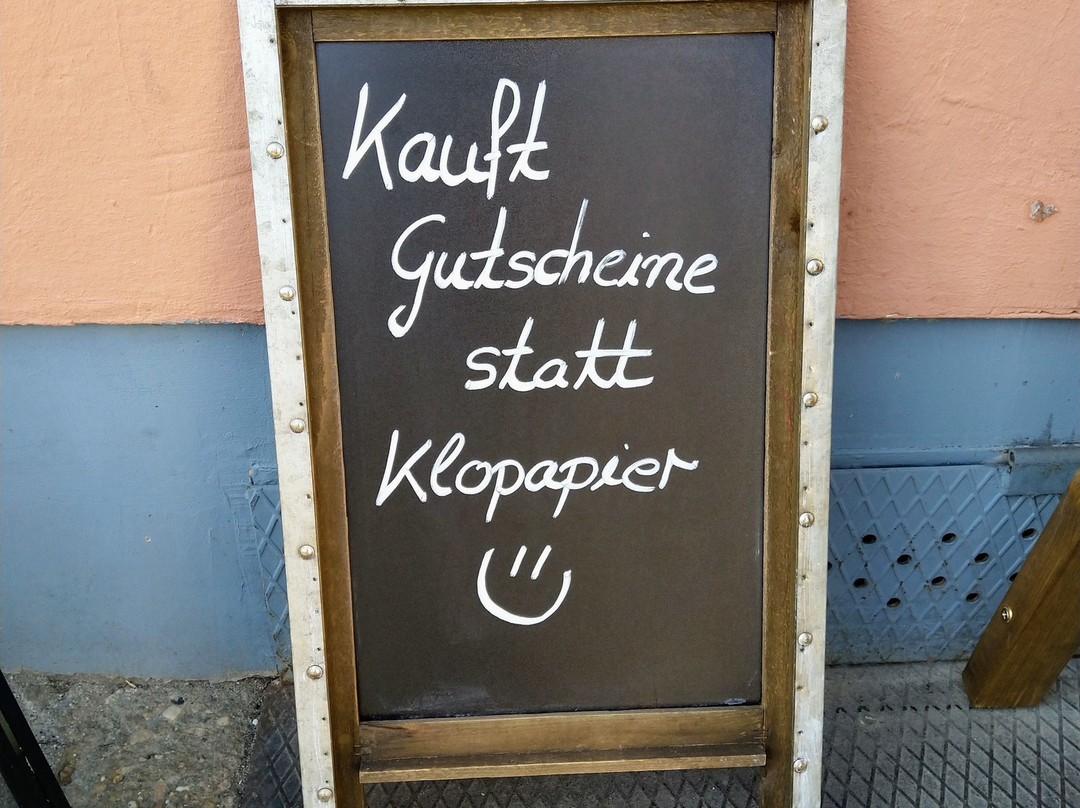 Kauft
Gutscheine
statt
Klopapier